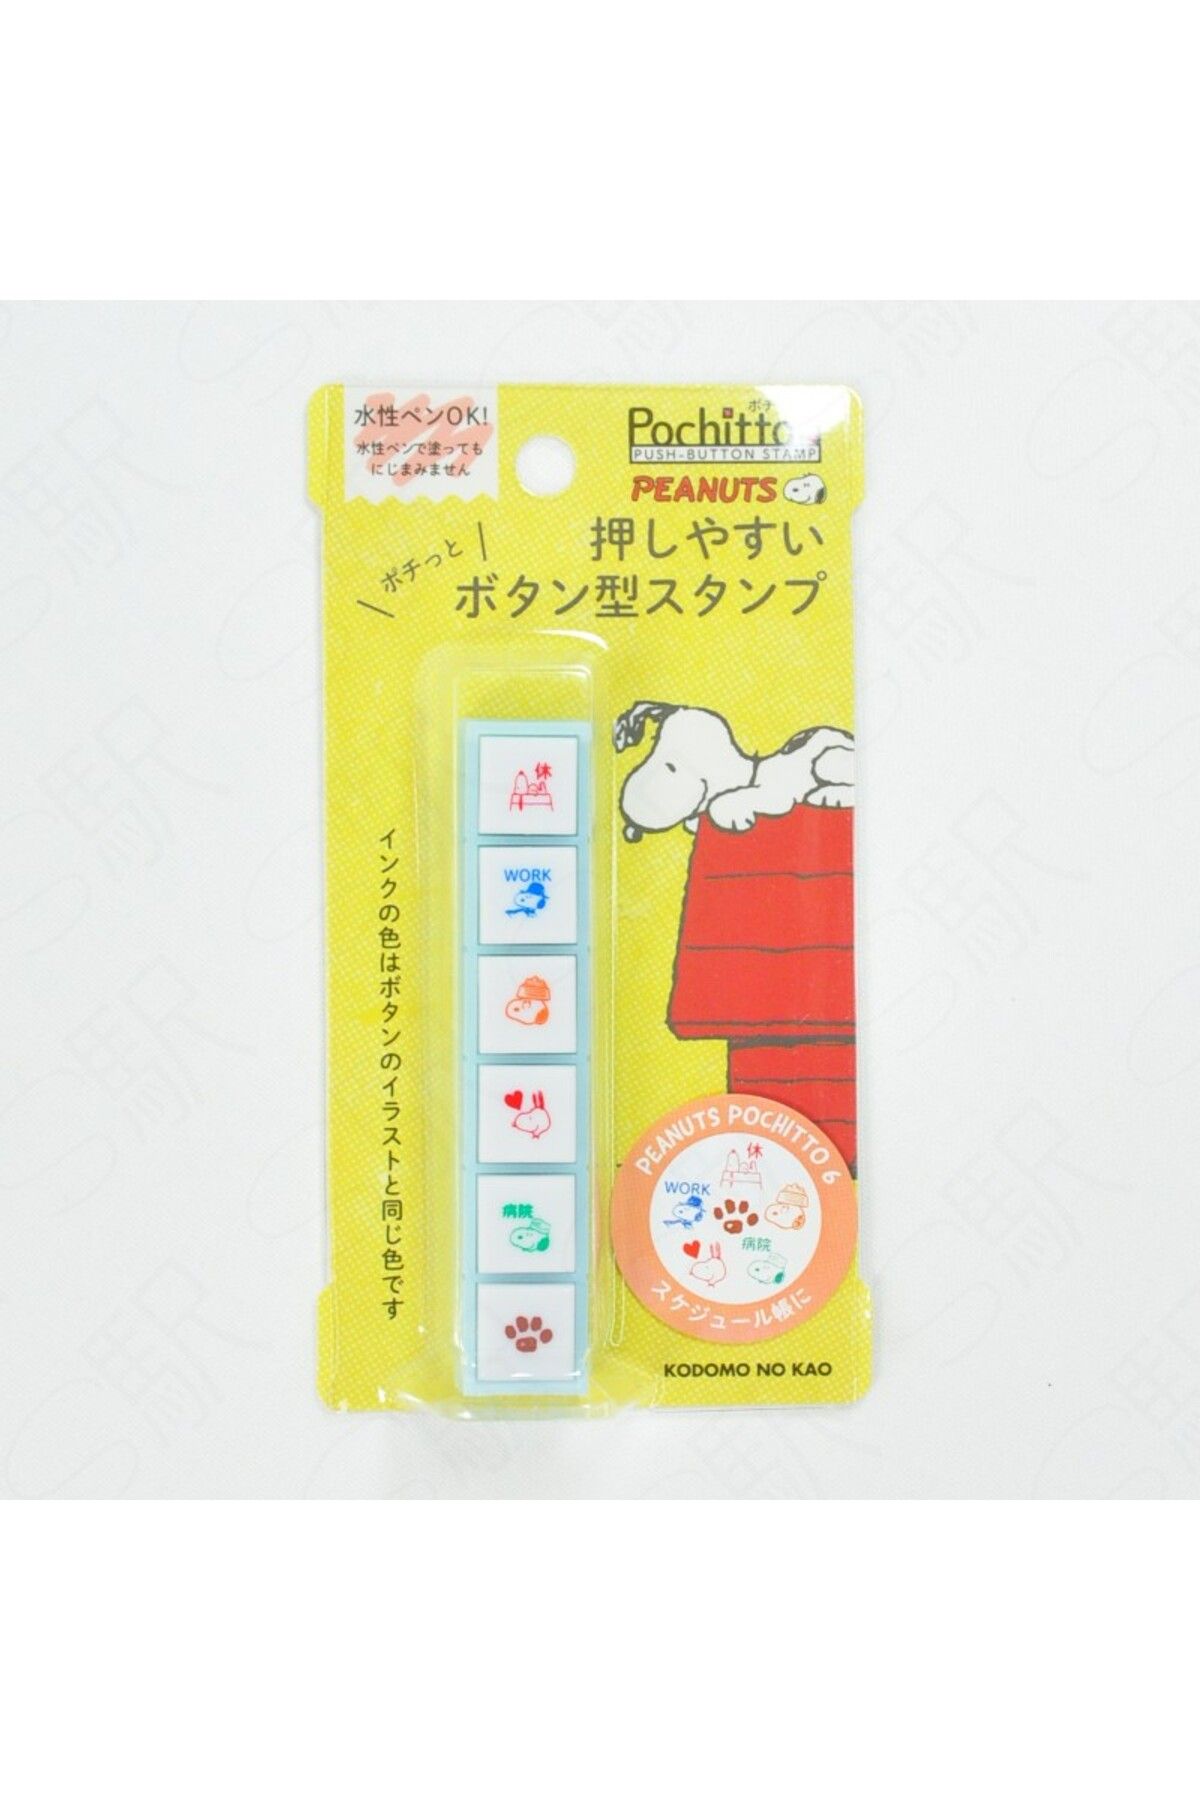 水性ペンOK!
水性ペンで塗っても
にじまみません
Pochitto
PUSH-BUTTON STAMP
PEANUTS
ポチっと
押しやすい
ボタン型スタンプ
インクの色はボタンのイラストと同じ色です
休
WORK
病院
PEANUTS POCHITTO 6
休
WORK
病院
スケジュール帳に
KODOMO NO KAO